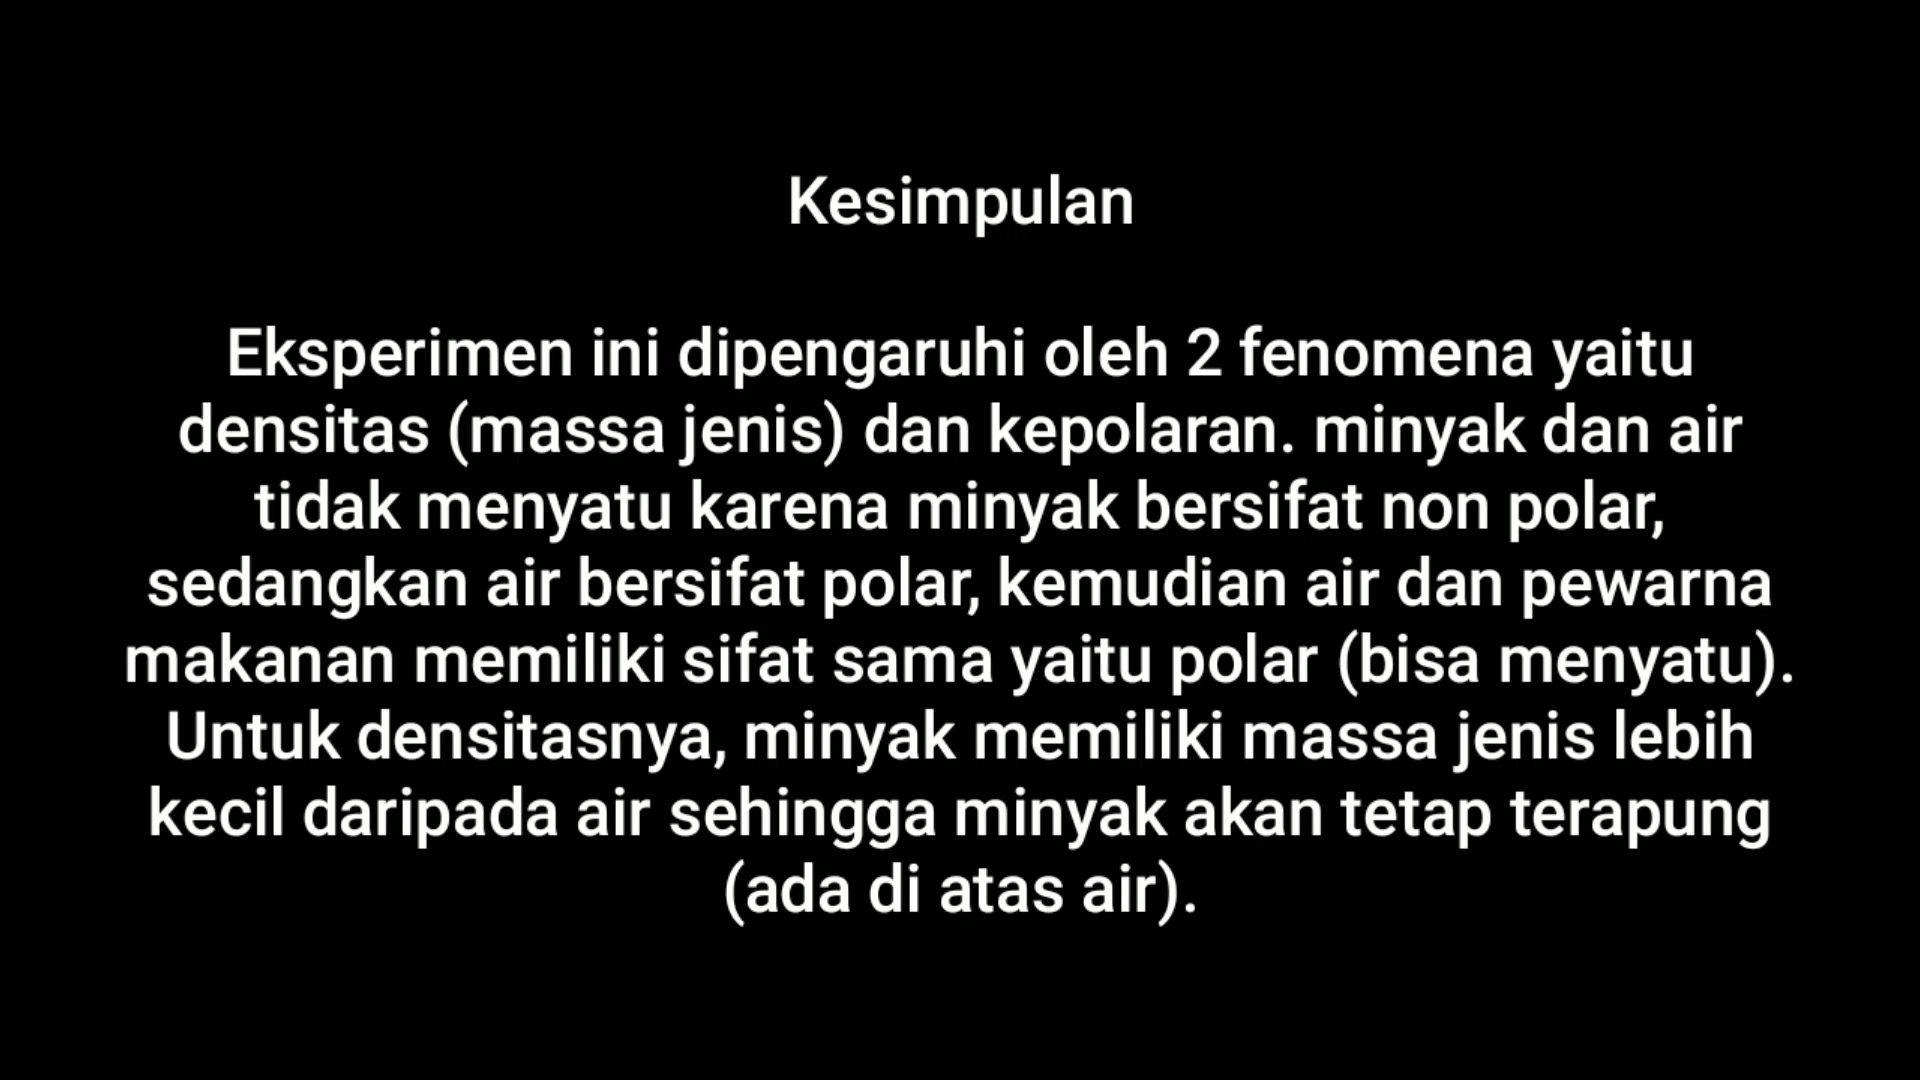 Kesimpulan
Eksperimen ini dipengaruhi oleh 2 fenomena yaitu
densitas (massa jenis) dan kepolaran. minyak dan air
tidak menyatu karena minyak bersifat non polar,
sedangkan air bersifat polar, kemudian air dan pewarna
makanan memiliki sifat sama yaitu polar (bisa menyatu).
Untuk densitasnya, minyak memiliki massa jenis lebih
kecil daripada air sehingga minyak akan tetap terapung
(ada di atas air).